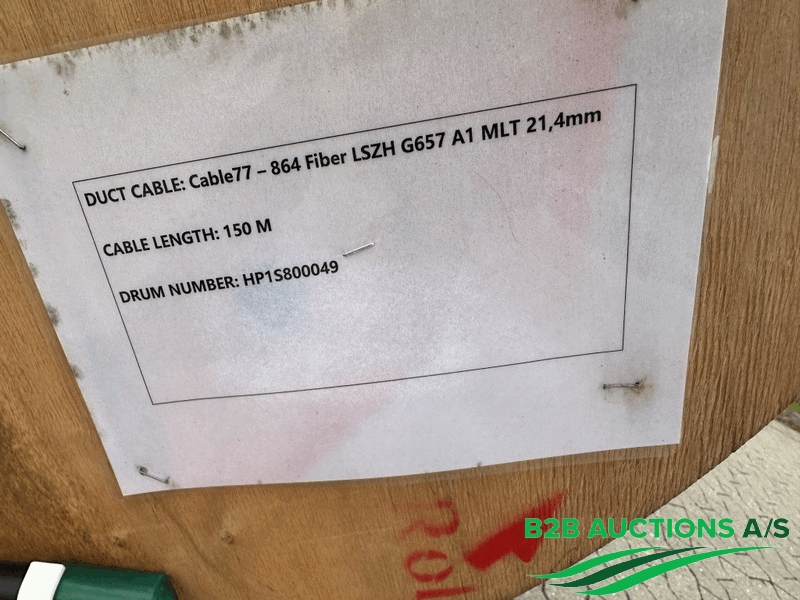 DUCT CABLE: Cable77 – 864 Fiber LSZH G657 A1 MLT 21,4mm
CABLE LENGTH: 150 M
DRUM NUMBER: HP1S800049
B2B AUCTIONS A/S